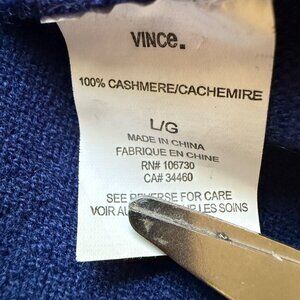 VINCE.
100% CASHMERE/CACHEMIRE
L/G
MADE IN CHINA
FABRIQUE EN CHINE
RN# 106730
CA# 34460
SEE REVERSE FOR CARE
VOIR LES SOINS